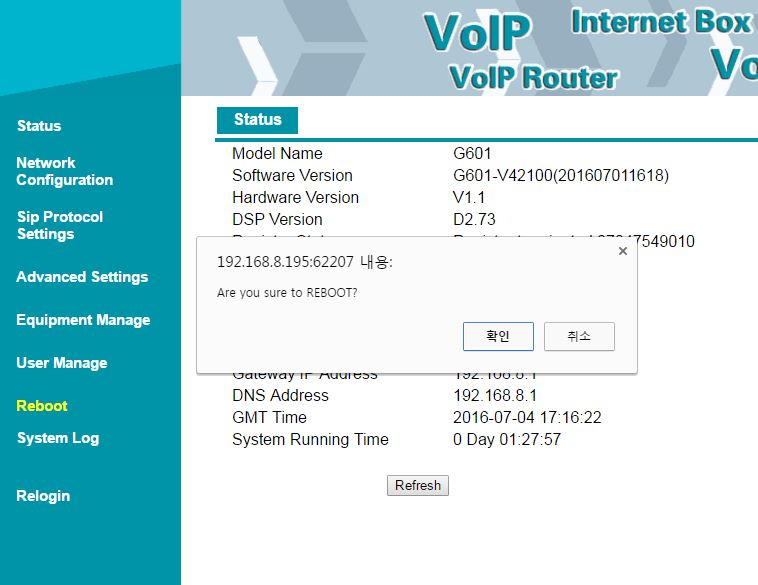 VoIP
Internet Box
VoIP Router
Status
Network
Configuration
Sip Protocol
Settings
Advanced Settings
Equipment Manage
User Manage
Reboot
System Log
Relogin
Status
Model Name G601
Software Version G601-V42100(201607011618)
Hardware Version V1.1
DSP Version D2.73
192.168.8.195:62207 내용:
Are you sure to REBOOT?
확인 취소
Gateway IP Address 192.168.8.1
DNS Address 192.168.8.1
GMT Time 2016-07-04 17:16:22
System Running Time 0 Day 01:27:57
Refresh